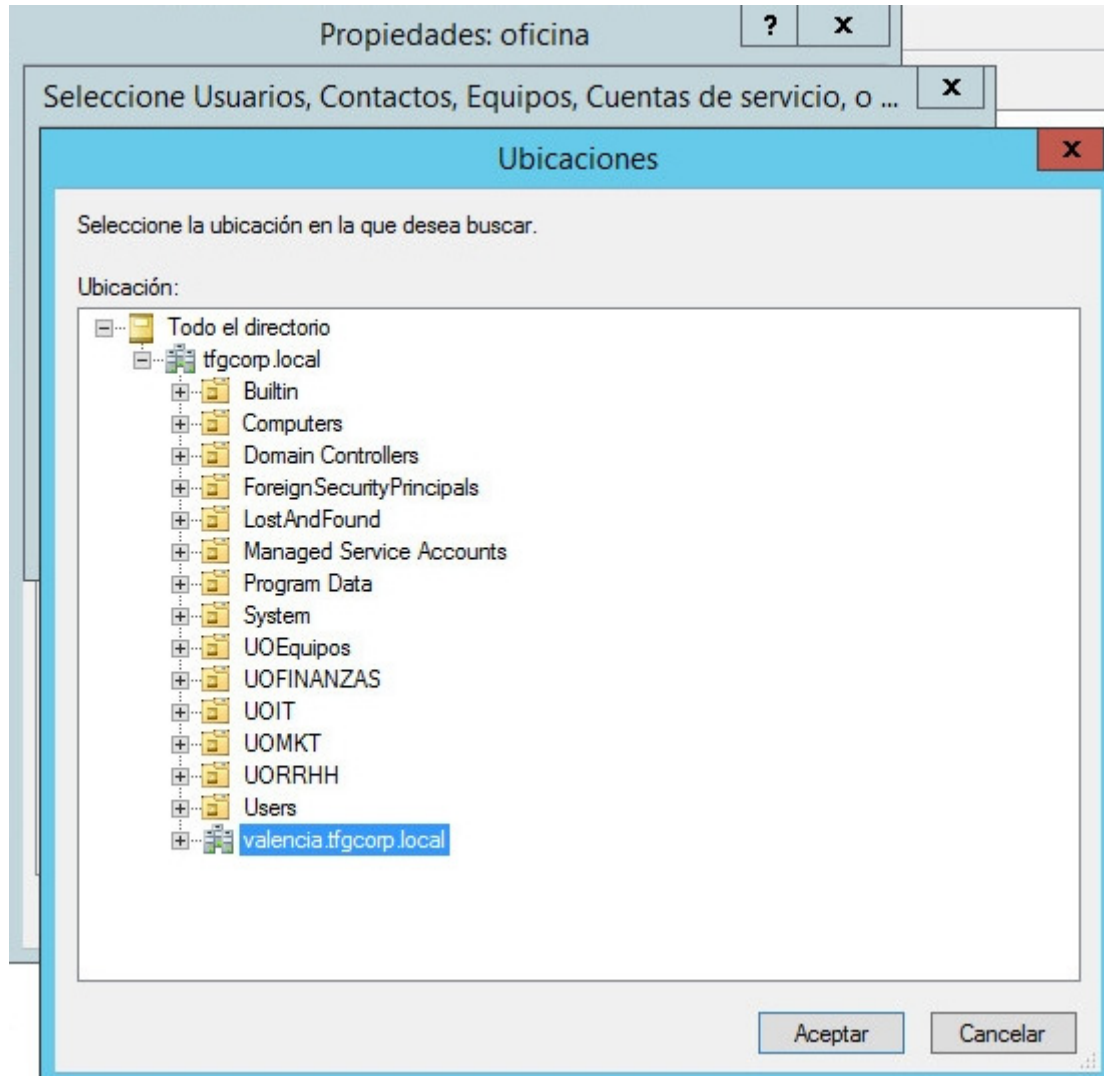 Propiedades: oficina
? x
Seleccione Usuarios, Contactos, Equipos, Cuentas de servicio, o ... x
Ubicaciones x
Seleccione la ubicación en la que desea buscar.
Ubicación:
Todo el directorio
tfgcorp.local
Builtin
Computers
Domain Controllers
ForeignSecurityPrincipals
LostAndFound
Managed Service Accounts
Program Data
System
UOEquipos
UOFINANZAS
UOIT
UOMKT
UORRHH
Users
valencia.tfgcorp.local
Aceptar Cancelar